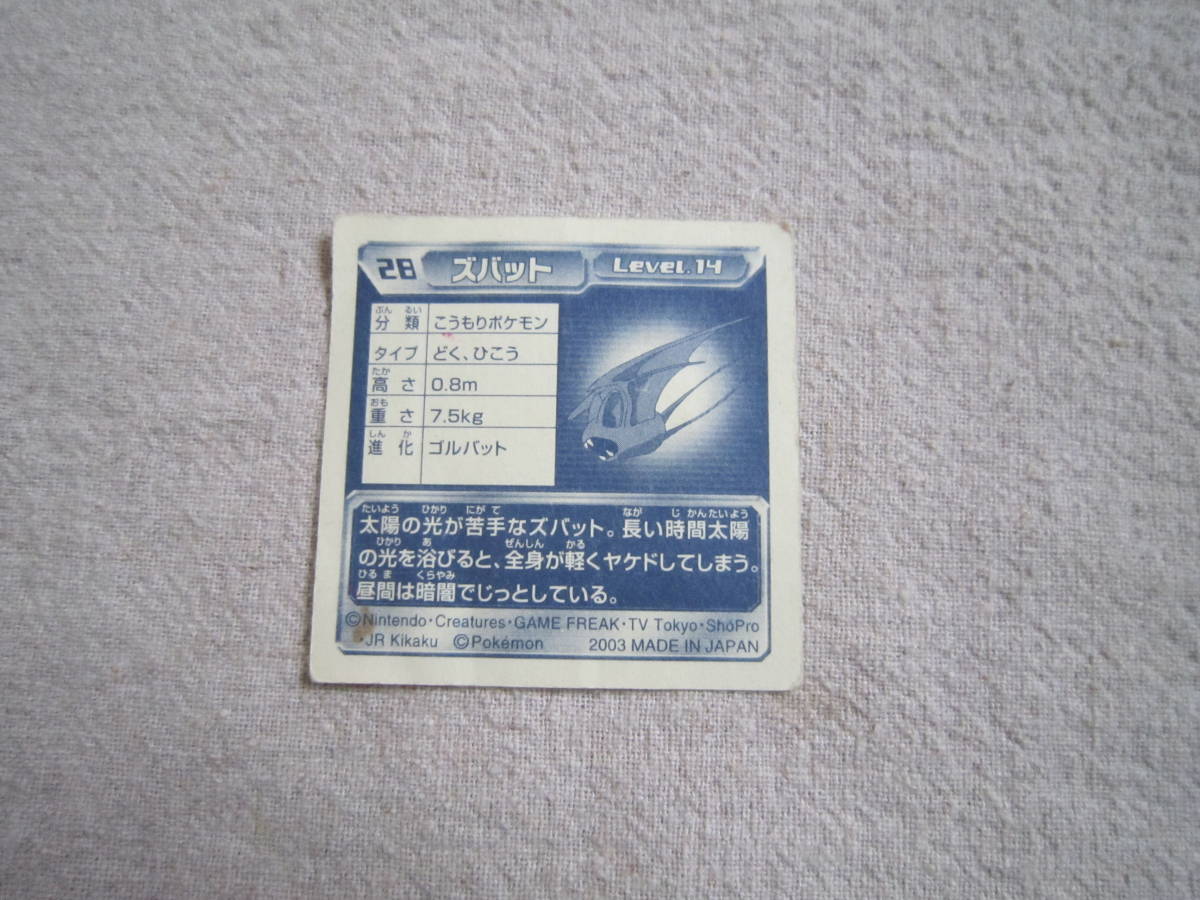 28 ズバット Level.14
ぶん るい
分 類 こうもりポケモン
タイプ どく、ひこう
たか
高 さ 0.8m
おも
重 さ 7.5kg
しん か
進 化 ゴルバット
たいよう ひかり にが て なが じ かん たいよう
太陽の光が苦手なズバット。長い時間太陽
ひかり あ ぜんしん かる
の光を浴びると、全身が軽くヤケドしてしまう。
ひる ま くらやみ
昼間は暗闇でじっとしている。
©Nintendo・Creatures・GAME FREAK・TV Tokyo・ShoPro
・JR Kikaku ©Pokémon 2003 MADE IN JAPAN